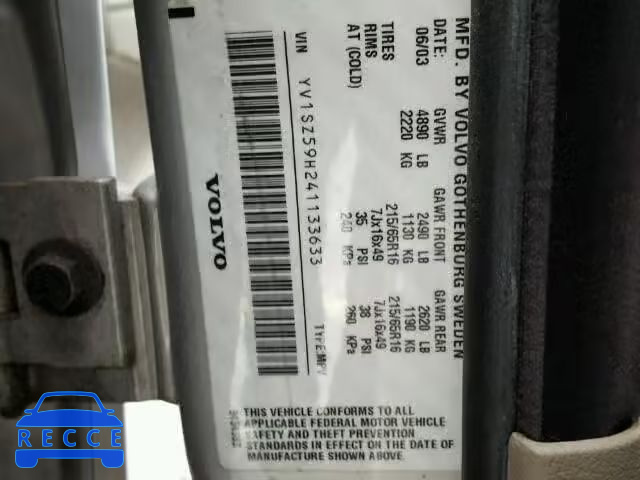 MFD. BY VOLVO GOTHENBURG SWEDEN
DATE: GVWR GAWR FRONT GAWR REAR
06/03 4890 LB 2490 LB 2620 LB
2220 KG 1130 KG 1190 KG
TIRES 215/65R16 215/65R16
RIMS 7Jx16x49 7Jx16x49
AT (COLD) 35 PSI 38 PSI
240 KPa 260 KPa
VIN YV1SZ59H241133633 TYPE:MPV
VOLVO
THIS VEHICLE CONFORMS TO ALL
APPLICABLE FEDERAL MOTOR VEHICLE
SAFETY AND THEFT PREVENTION
STANDARDS IN EFFECT ON THE DATE OF
MANUFACTURE SHOWN ABOVE.
RECCE